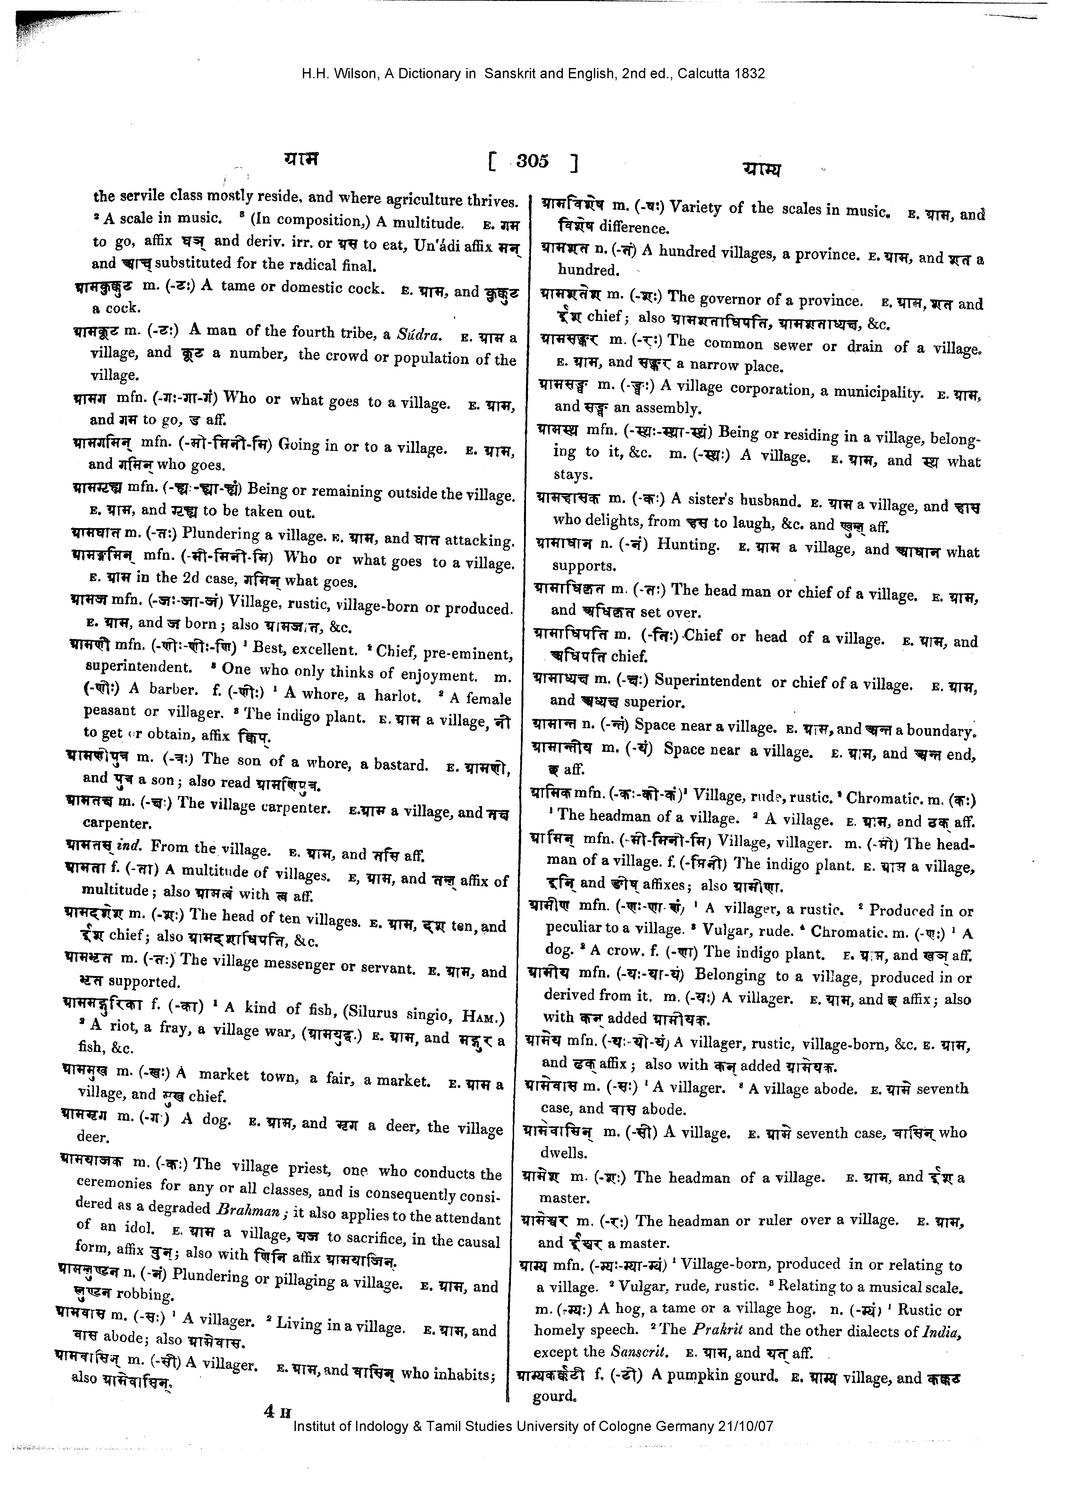 H.H. Wilson, A Dictionary in Sanskrit and English, 2nd ed., Calcutta 1832
ग्राम [ 305 ] ग्राम्य
the servile class mostly reside, and where agriculture thrives.
² A scale in music. ³ (In composition,) A multitude. E. गम
to go, affix घञ् and deriv. irr. or ग्रस to eat, Un'ádi affix मन्
and आच् substituted for the radical final.
ग्रामकुक्कुट m. (-टः) A tame or domestic cock. E. ग्राम, and कुक्कुट
a cock.
ग्रामकूट m. (-टः) A man of the fourth tribe, a Súdra. E. ग्राम a
village, and कूट a number, the crowd or population of the
village.
ग्रामग mfn. (-गः-गा-गं) Who or what goes to a village. E. ग्राम,
and गम to go, ड aff.
ग्रामगमिन् mfn. (-मी-मिनी-मि) Going in or to a village. E. ग्राम,
and गमिन् who goes.
ग्रामगृह्य mfn. (-ह्यः-ह्या-ह्यं) Being or remaining outside the village.
E. ग्राम, and गृह्य to be taken out.
ग्रामघात m. (-तः) Plundering a village. E. ग्राम, and घात attacking.
ग्रामङ्गमिन् mfn. (-मी-मिनी-मि) Who or what goes to a village.
E. ग्राम in the 2d case, गमिन् what goes.
ग्रामज mfn. (-जः-जा-जं) Village, rustic, village-born or produced.
E. ग्राम, and ज born; also ग्रामजात, &c.
ग्रामणी mfn. (-णीः-णीः-णि) ¹ Best, excellent. ² Chief, pre-eminent,
superintendent. ³ One who only thinks of enjoyment. m.
(-णीः) A barber. f. (-णीः) ¹ A whore, a harlot. ² A female
peasant or villager. ³ The indigo plant. E. ग्राम a village, नी
to get or obtain, affix क्विप्.
ग्रामणीपुत्र m. (-त्रः) The son of a whore, a bastard. E. ग्रामणी,
and पुत्र a son; also read ग्रामणिपुत्र.
ग्रामतक्ष m. (-क्षः) The village carpenter. E. ग्राम a village, and तक्ष
carpenter.
ग्रामतस् ind. From the village. E. ग्राम, and तसि aff.
ग्रामता f. (-ता) A multitude of villages. E, ग्राम, and तल् affix of
multitude; also ग्रामत्वं with त्व aff.
ग्रामदशेश m. (-शः) The head of ten villages. E. ग्राम, दश ten, and
ईश chief; also ग्रामदशाधिपति, &c.
ग्रामभृत m. (-तः) The village messenger or servant. E. ग्राम, and
भृत supported.
ग्राममद्गुरिका f. (-का) ¹ A kind of fish, (Silurus singio, HAM.)
² A riot, a fray, a village war, (ग्रामयुद्ध.) E. ग्राम, and मद्गुर a
fish, &c.
ग्राममुख m. (-खः) A market town, a fair, a market. E. ग्राम a
village, and मुख chief.
ग्राममृग m. (-गः) A dog. E. ग्राम, and मृग a deer, the village
deer.
ग्रामयाजक m. (-कः) The village priest, one who conducts the
ceremonies for any or all classes, and is consequently consi-
dered as a degraded Brahman; it also applies to the attendant
of an idol. E. ग्राम a village, यज to sacrifice, in the causal
form, affix वुन्; also with णिनि affix ग्रामयाजिन्.
ग्रामलुण्टन n. (-नं) Plundering or pillaging a village. E. ग्राम, and
लुण्टन robbing.
ग्रामवास m. (-सः) ¹ A villager. ² Living in a village. E. ग्राम, and
वास abode; also ग्रामेवास.
ग्रामवासिन् m. (-सी) A villager. E. ग्राम, and वासिन् who inhabits;
also ग्रामेवासिन्.
4 H
ग्रामविशेष m. (-षः) Variety of the scales in music. E. ग्राम, and
विशेष difference.
ग्रामशत n. (-तं) A hundred villages, a province. E. ग्राम, and शत a
hundred.
ग्रामशतेश m. (-शः) The governor of a province. E. ग्राम, शत and
ईश chief; also ग्रामशताधिपति, ग्रामशताध्यक्ष, &c.
ग्रामसङ्कर m. (-रः) The common sewer or drain of a village.
E. ग्राम, and सङ्कर a narrow place.
ग्रामसङ्घ m. (-ङ्घः) A village corporation, a municipality. E. ग्राम,
and सङ्घ an assembly.
ग्रामस्थ mfn. (-स्थः-स्था-स्थं) Being or residing in a village, belong-
ing to it, &c. m. (-स्थः) A village. E. ग्राम, and स्थ what
stays.
ग्रामहासक m. (-कः) A sister's husband. E. ग्राम a village, and हास
who delights, from हस to laugh, &c. and ण्वुल् aff.
ग्रामाधान n. (-नं) Hunting. E. ग्राम a village, and आधान what
supports.
ग्रामाधिकृत m. (-तः) The head man or chief of a village. E. ग्राम,
and अधिकृत set over.
ग्रामाधिपति m. (-तिः) Chief or head of a village. E. ग्राम, and
अधिपति chief.
ग्रामाध्यक्ष m. (-क्षः) Superintendent or chief of a village. E. ग्राम,
and अध्यक्ष superior.
ग्रामान्त n. (-न्तं) Space near a village. E. ग्राम, and अन्त a boundary.
ग्रामान्तीय m. (-यं) Space near a village. E. ग्राम, and अन्त end,
छ aff.
ग्रामिक mfn. (-कः-की-कं) ¹ Village, rude, rustic. ² Chromatic. m. (कः)
¹ The headman of a village. ² A village. E. ग्राम, and ठक् aff.
ग्रामिन् mfn. (-मी-मिनी-मि) Village, villager. m. (-मी) The head-
man of a village. f. (-मिनी) The indigo plant. E. ग्राम a village,
इनि and ङीष् affixes; also ग्रामीणा.
ग्रामीण mfn. (-णः-णा-णं) ¹ A villager, a rustic. ² Produced in or
peculiar to a village. ³ Vulgar, rude. ⁴ Chromatic. m. (-णः) ¹ A
dog. ² A crow. f. (-णा) The indigo plant. E. ग्राम, and खञ् aff.
ग्रामीय mfn. (-यः-या-यं) Belonging to a village, produced in or
derived from it. m. (-यः) A villager. E. ग्राम, and छ affix; also
with कन् added ग्रामीयक.
ग्रामेय mfn. (-यः-यी-यं) A villager, rustic, village-born, &c. E. ग्राम,
and ढक् affix; also with कन् added ग्रामेयक.
ग्रामेवास m. (-सः) ¹ A villager. ² A village abode. E. ग्रामे seventh
case, and वास abode.
ग्रामेवासिन् m. (-सी) A village. E. ग्रामे seventh case, वासिन् who
dwells.
ग्रामेश m. (-शः) The headman of a village. E. ग्राम, and ईश a
master.
ग्रामेश्वर m. (-रः) The headman or ruler over a village. E. ग्राम,
and ईश्वर a master.
ग्राम्य mfn. (-म्यः-म्या-म्यं) ¹ Village-born, produced in or relating to
a village. ² Vulgar, rude, rustic. ³ Relating to a musical scale.
m. (-म्यः) A hog, a tame or a village hog. n. (-म्यं) ¹ Rustic or
homely speech. ² The Prakrit and the other dialects of India,
except the Sanscrit. E. ग्राम, and यत् aff.
ग्राम्यकर्कटी f. (-टी) A pumpkin gourd. E. ग्राम्य village, and कक्कट
gourd.
Institut of Indology & Tamil Studies University of Cologne Germany 21/10/07